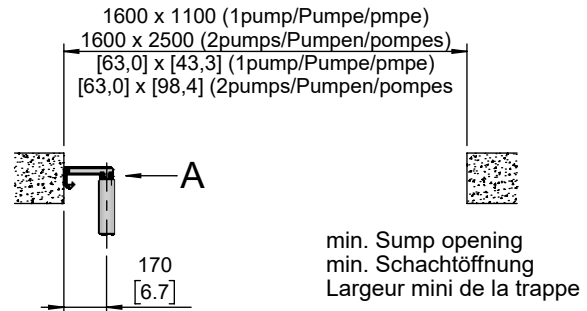 1600 x 1100 (1pump/Pumpe/pmpe)
1600 x 2500 (2pumps/Pumpen/pompes)
[63,0] x [43,3] (1pump/Pumpe/pmpe)
[63,0] x [98,4] (2pumps/Pumpen/pompes
A
170
[6.7]
min. Sump opening
min. Schachtöffnung
Largeur mini de la trappe